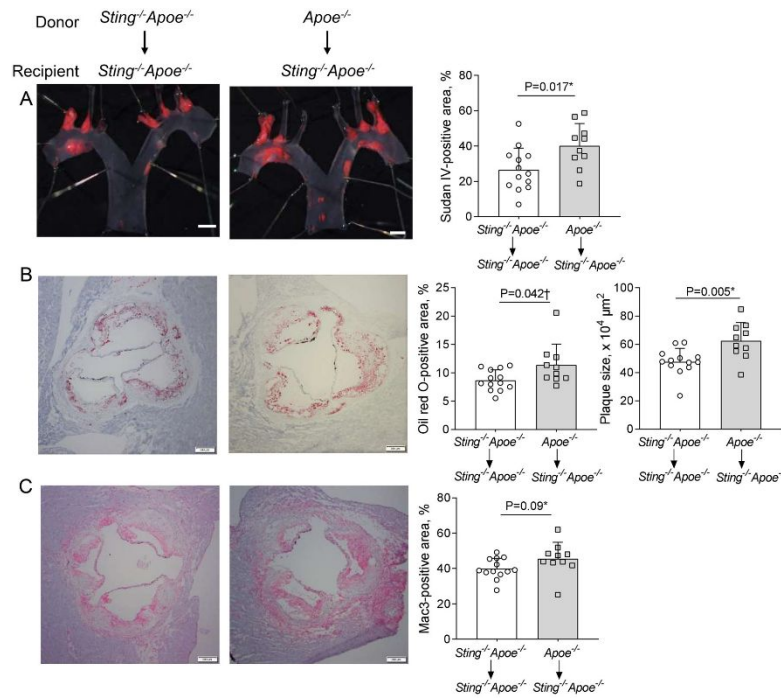 Donor Sting-/-Apoe-/- Apoe-/-
Recipient Sting-/-Apoe-/- Sting-/-Apoe-/-
A
Sudan IV-positive area, %
P=0.017*
60
40
20
0
Sting-/-Apoe-/- Apoe-/-
Sting-/-Apoe-/- Sting-/-Apoe-/-
B
Oil red O-positive area, %
P=0.042†
25
20
15
10
5
0
Sting-/-Apoe-/- Apoe-/-
Sting-/-Apoe-/- Sting-/-Apoe-/-
Plaque size, x 10⁴ µm²
P=0.005*
100
80
60
40
20
0
Sting-/-Apoe-/- Apoe-/-
Sting-/-Apoe-/- Sting-/-Apoe-/-
C
Mac3-positive area, %
P=0.09*
80
60
40
20
0
Sting-/-Apoe-/- Apoe-/-
Sting-/-Apoe-/- Sting-/-Apoe-/-